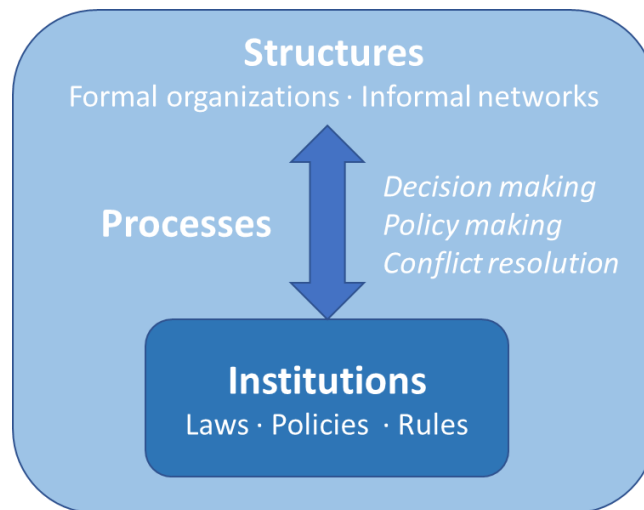 Structures
Formal organizations · Informal networks
Processes
Decision making
Policy making
Conflict resolution
Institutions
Laws · Policies · Rules